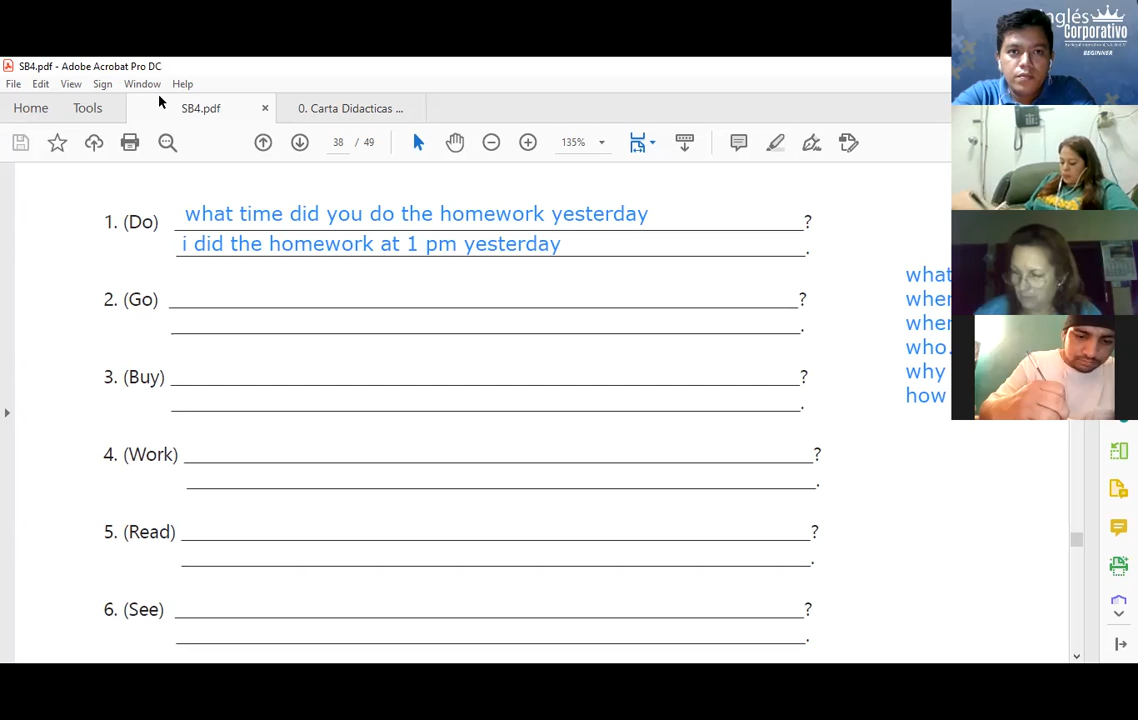 SB4.pdf - Adobe Acrobat Pro DC
File Edit View Sign Window Help
Home Tools SB4.pdf × 0. Carta Didacticas ...
38 / 49 135%
1. (Do) what time did you do the homework yesterday ?
i did the homework at 1 pm yesterday .
2. (Go) ?
.
3. (Buy) ?
.
4. (Work) ?
.
5. (Read) ?
.
6. (See) ?
.
what
who.
why
how
inglés
Corporativo
BEGINNER